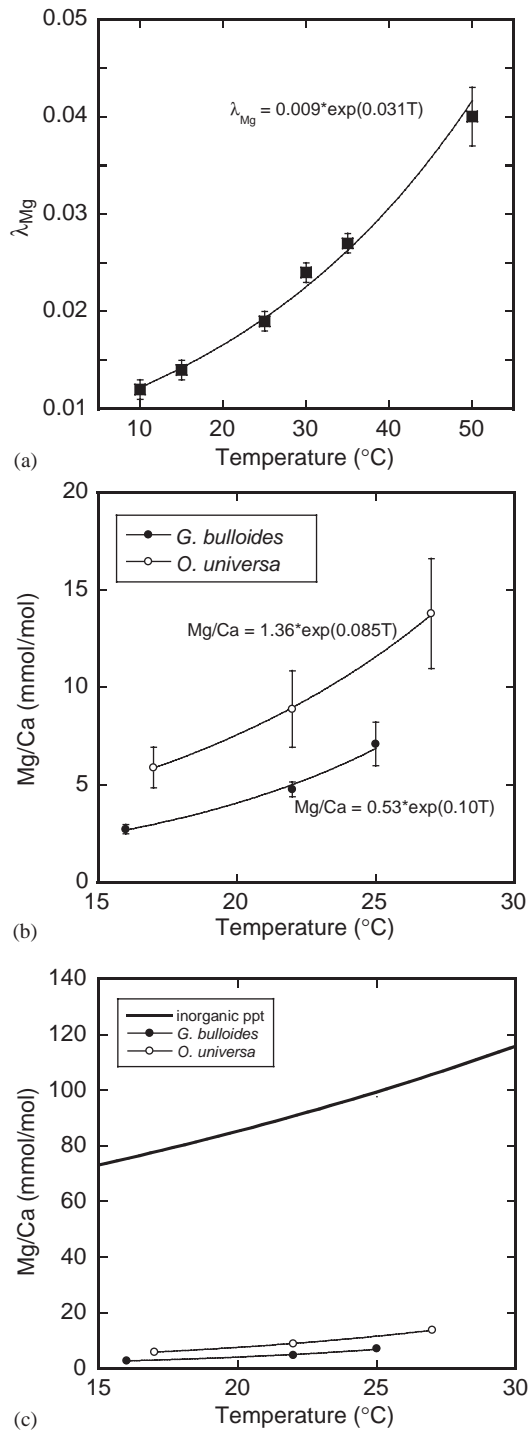 0.05
0.04
0.03
0.02
0.01
λMg
λMg = 0.009*exp(0.031T)
10 20 30 40 50
Temperature (°C)
(a)
20
15
10
5
0
Mg/Ca (mmol/mol)
G. bulloides
O. universa
Mg/Ca = 1.36*exp(0.085T)
Mg/Ca = 0.53*exp(0.10T)
15 20 25 30
Temperature (°C)
(b)
140
120
100
80
60
40
20
0
Mg/Ca (mmol/mol)
inorganic ppt
G. bulloides
O. universa
15 20 25 30
Temperature (°C)
(c)